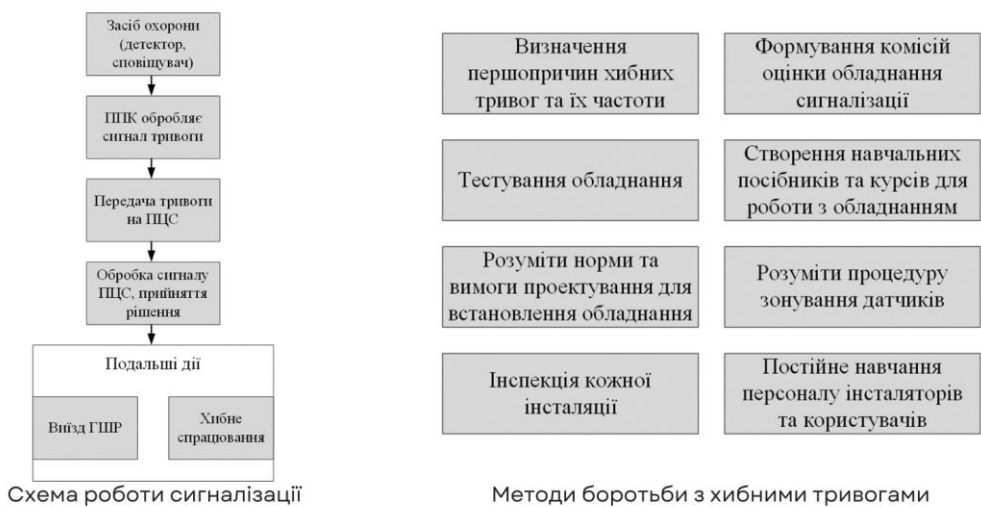 Засіб охорони
(детектор,
сповіщувач)
ППК обробляє
сигнал тривоги
Передача тривоги
на ПЦС
Обробка сигналу
ПЦС, прийняття
рішення
Подальші дії
Виїзд ГШР
Хибне
спрацювання
Схема роботи сигналізації
Визначення
першопричин хибних
тривог та їх частоти
Формування комісій
оцінки обладнання
сигналізації
Тестування обладнання
Створення навчальних
посібників та курсів для
роботи з обладнанням
Розуміти норми та
вимоги проектування для
встановлення обладнання
Розуміти процедуру
зонування датчиків
Інспекція кожної
інсталяції
Постійне навчання
персоналу інсталяторів
та користувачів
Методи боротьби з хибними тривогами